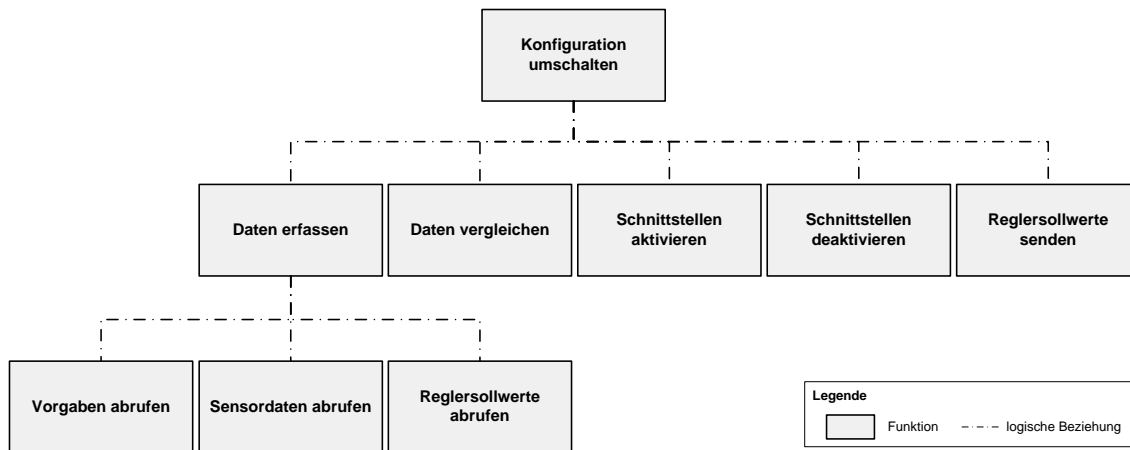 Konfiguration
umschalten
Daten erfassen
Daten vergleichen
Schnittstellen
aktivieren
Schnittstellen
deaktivieren
Reglersollwerte
senden
Vorgaben abrufen
Sensordaten abrufen
Reglersollwerte
abrufen
Legende
Funktion
logische Beziehung